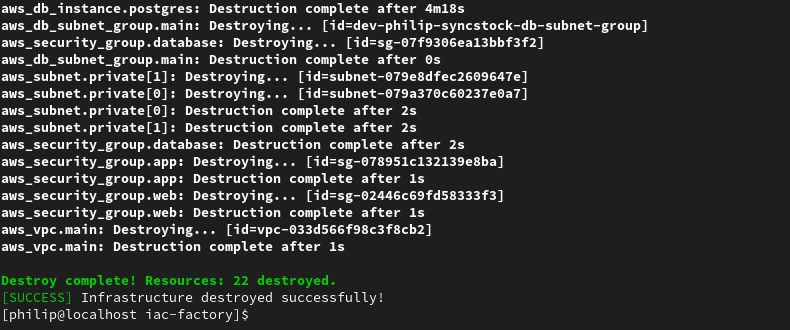 aws_db_instance.postgres: Destruction complete after 4m18s
aws_db_subnet_group.main: Destroying... [id=dev-philip-syncstock-db-subnet-group]
aws_security_group.database: Destroying... [id=sg-07f9306ea13bbf3f2]
aws_db_subnet_group.main: Destruction complete after 0s
aws_subnet.private[1]: Destroying... [id=subnet-079e8dfec2609647e]
aws_subnet.private[0]: Destroying... [id=subnet-079a370c60237e0a7]
aws_subnet.private[0]: Destruction complete after 2s
aws_subnet.private[1]: Destruction complete after 2s
aws_security_group.database: Destruction complete after 2s
aws_security_group.app: Destroying... [id=sg-078951c132139e8ba]
aws_security_group.app: Destruction complete after 1s
aws_security_group.web: Destroying... [id=sg-02446c69fd58333f3]
aws_security_group.web: Destruction complete after 1s
aws_vpc.main: Destroying... [id=vpc-033d566f98c3f8cb2]
aws_vpc.main: Destruction complete after 1s
Destroy complete! Resources: 22 destroyed.
[SUCCESS] Infrastructure destroyed successfully!
[philip@localhost iac-factory]$